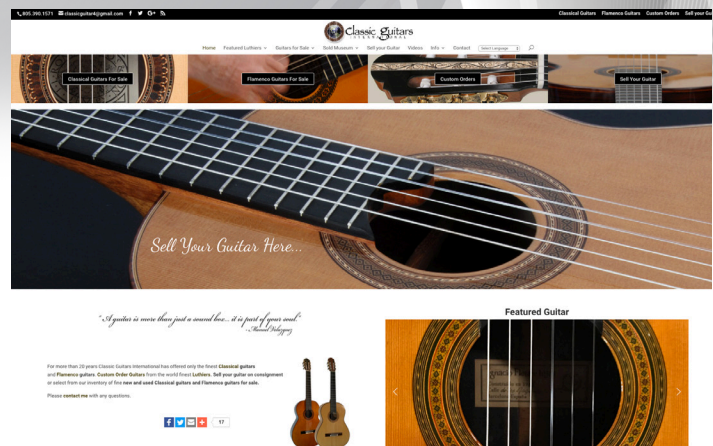 805.390.1571 classicguitar4@gmail.com
Classical Guitars Flamenco Guitars Custom Orders Sell your Gui
Classic Guitars
INTERNATIONAL
Home Featured Luthiers Guitars for Sale Sold Museum Sell your Guitar Videos Info Contact Select Language
Classical Guitars For Sale
Flamenco Guitars For Sale
Custom Orders
Sell Your Guitar
Sell Your Guitar Here...
"A guitar is more than just a sound box... it is part of your soul."
- Manuel Velazquez
For more than 20 years Classic Guitars International has offered only the finest Classical guitars
and Flamenco guitars. Custom Order Guitars from the world finest Luthiers. Sell your guitar on consignment
or select from our inventory of fine new and used Classical guitars and Flamenco guitars for sale.
Please contact me with any questions.
17
Featured Guitar